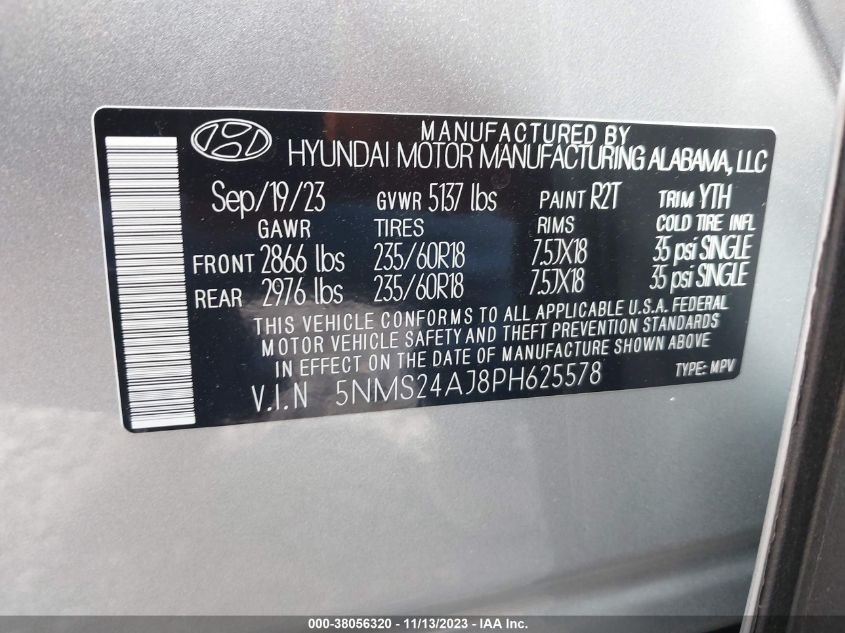 MANUFACTURED BY
HYUNDAI MOTOR MANUFACTURING ALABAMA, LLC
Sep/19/23 GVWR 5137 lbs PAINT R2T TRIM YTH
GAWR TIRES RIMS COLD TIRE INFL
FRONT 2866 lbs 235/60R18 7.5JX18 35 psi SINGLE
REAR 2976 lbs 235/60R18 7.5JX18 35 psi SINGLE
THIS VEHICLE CONFORMS TO ALL APPLICABLE U.S.A. FEDERAL
MOTOR VEHICLE SAFETY AND THEFT PREVENTION STANDARDS
IN EFFECT ON THE DATE OF MANUFACTURE SHOWN ABOVE
V.I.N 5NMS24AJ8PH625578 TYPE: MPV
000-38056320 - 11/13/2023 - IAA Inc.